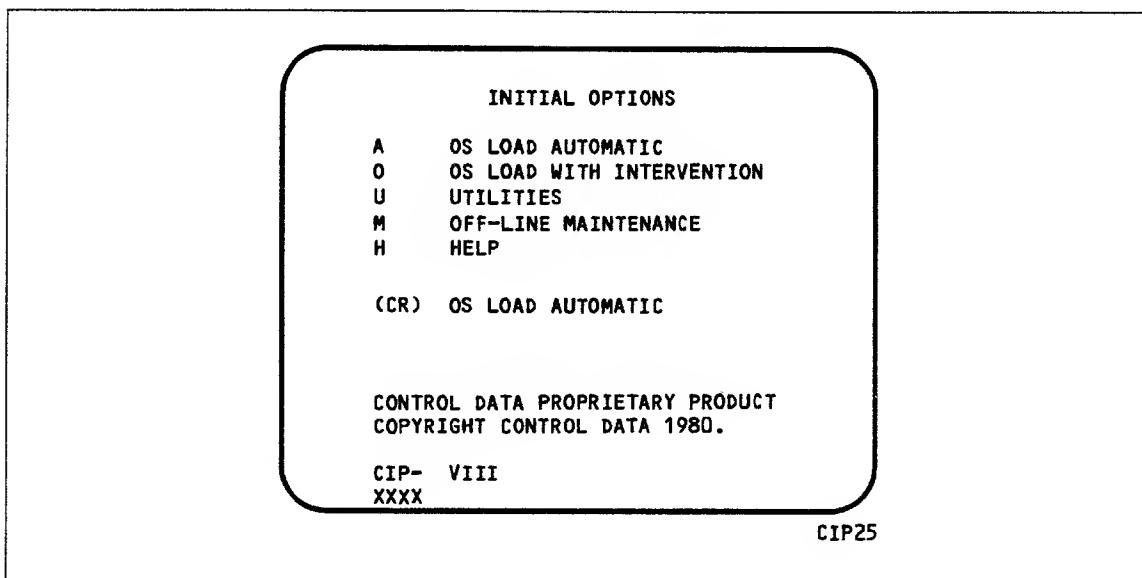 INITIAL OPTIONS
A OS LOAD AUTOMATIC
O OS LOAD WITH INTERVENTION
U UTILITIES
M OFF-LINE MAINTENANCE
H HELP
(CR) OS LOAD AUTOMATIC
CONTROL DATA PROPRIETARY PRODUCT
COPYRIGHT CONTROL DATA 1980.
CIP- VIII
XXXX
CIP25